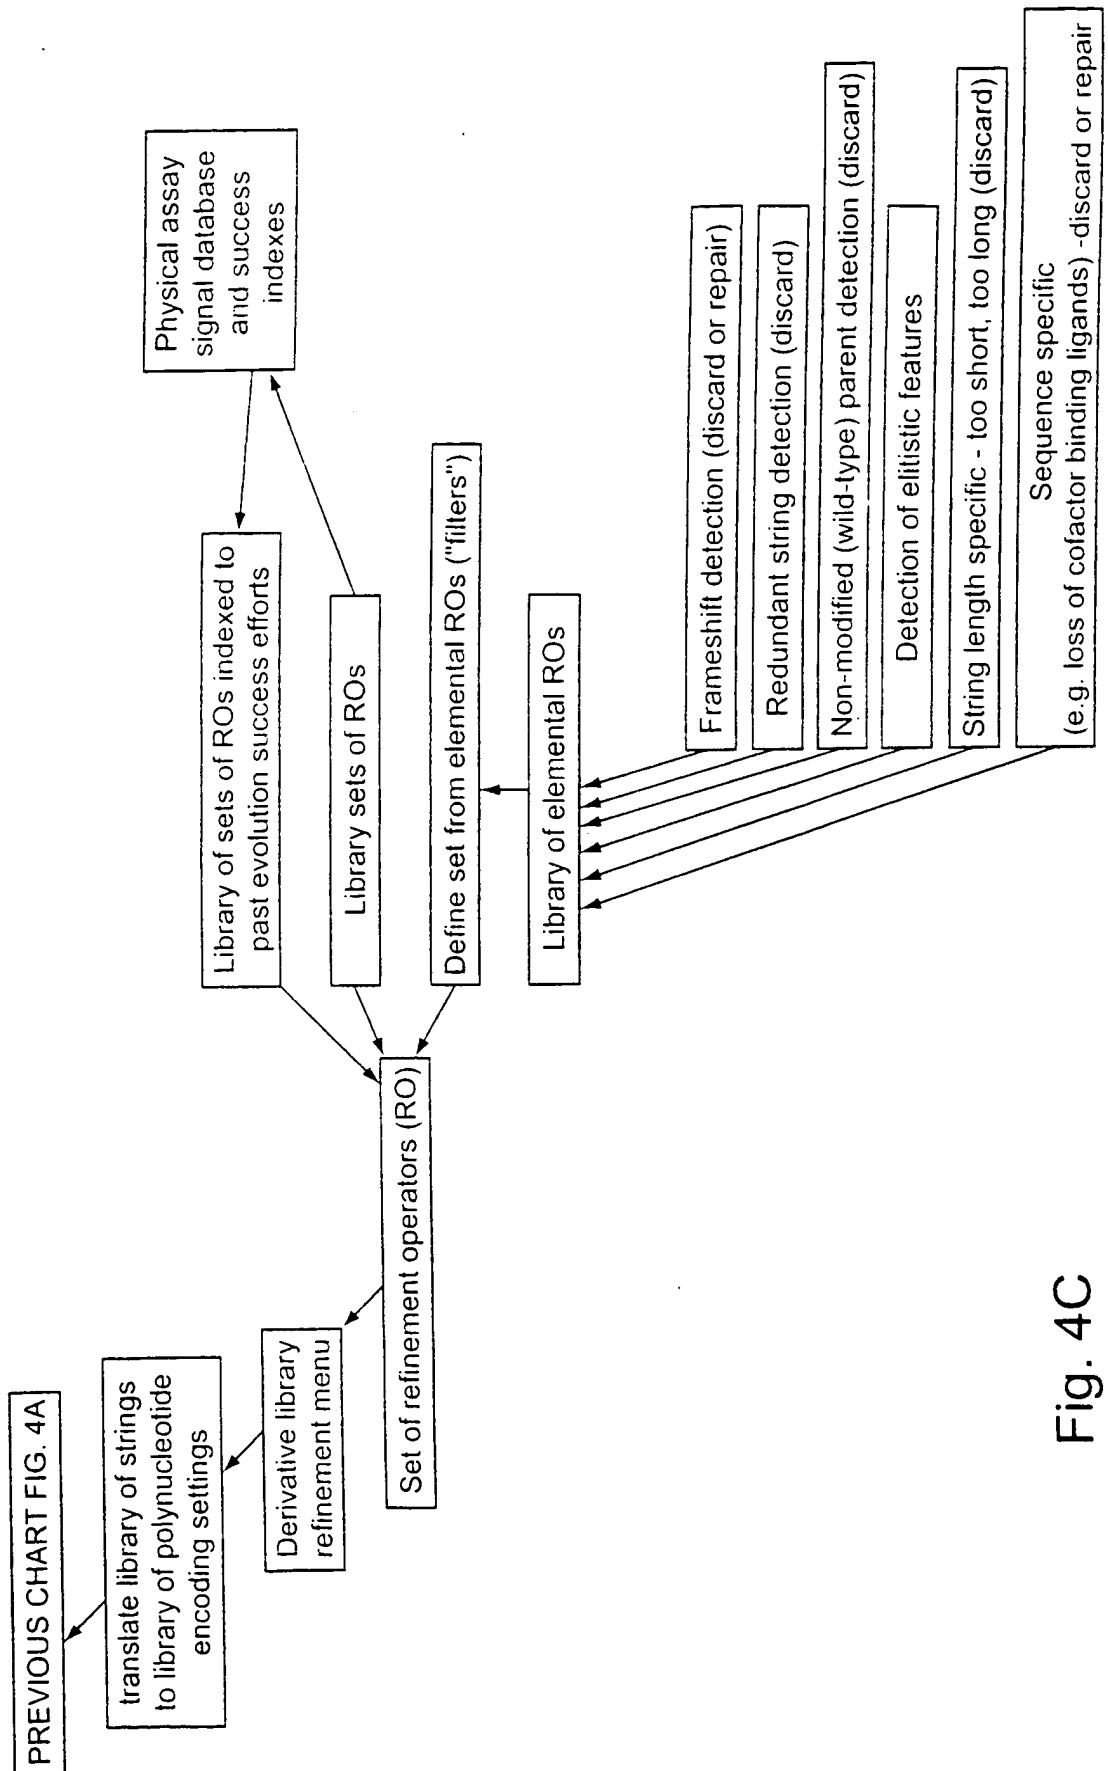 PREVIOUS CHART FIG. 4A
translate library of strings
to library of polynucleotide
encoding settings
Derivative library
refinement menu
Set of refinement operators (RO)
Library of sets of ROs indexed to
past evolution success efforts
Physical assay
signal database
and success
indexes
Library sets of ROs
Define set from elemental ROs ("filters")
Library of elemental ROs
Frameshift detection (discard or repair)
Redundant string detection (discard)
Non-modified (wild-type) parent detection (discard)
Detection of elitistic features
String length specific - too short, too long (discard)
Sequence specific
(e.g. loss of cofactor binding ligands) -discard or repair
Fig. 4C